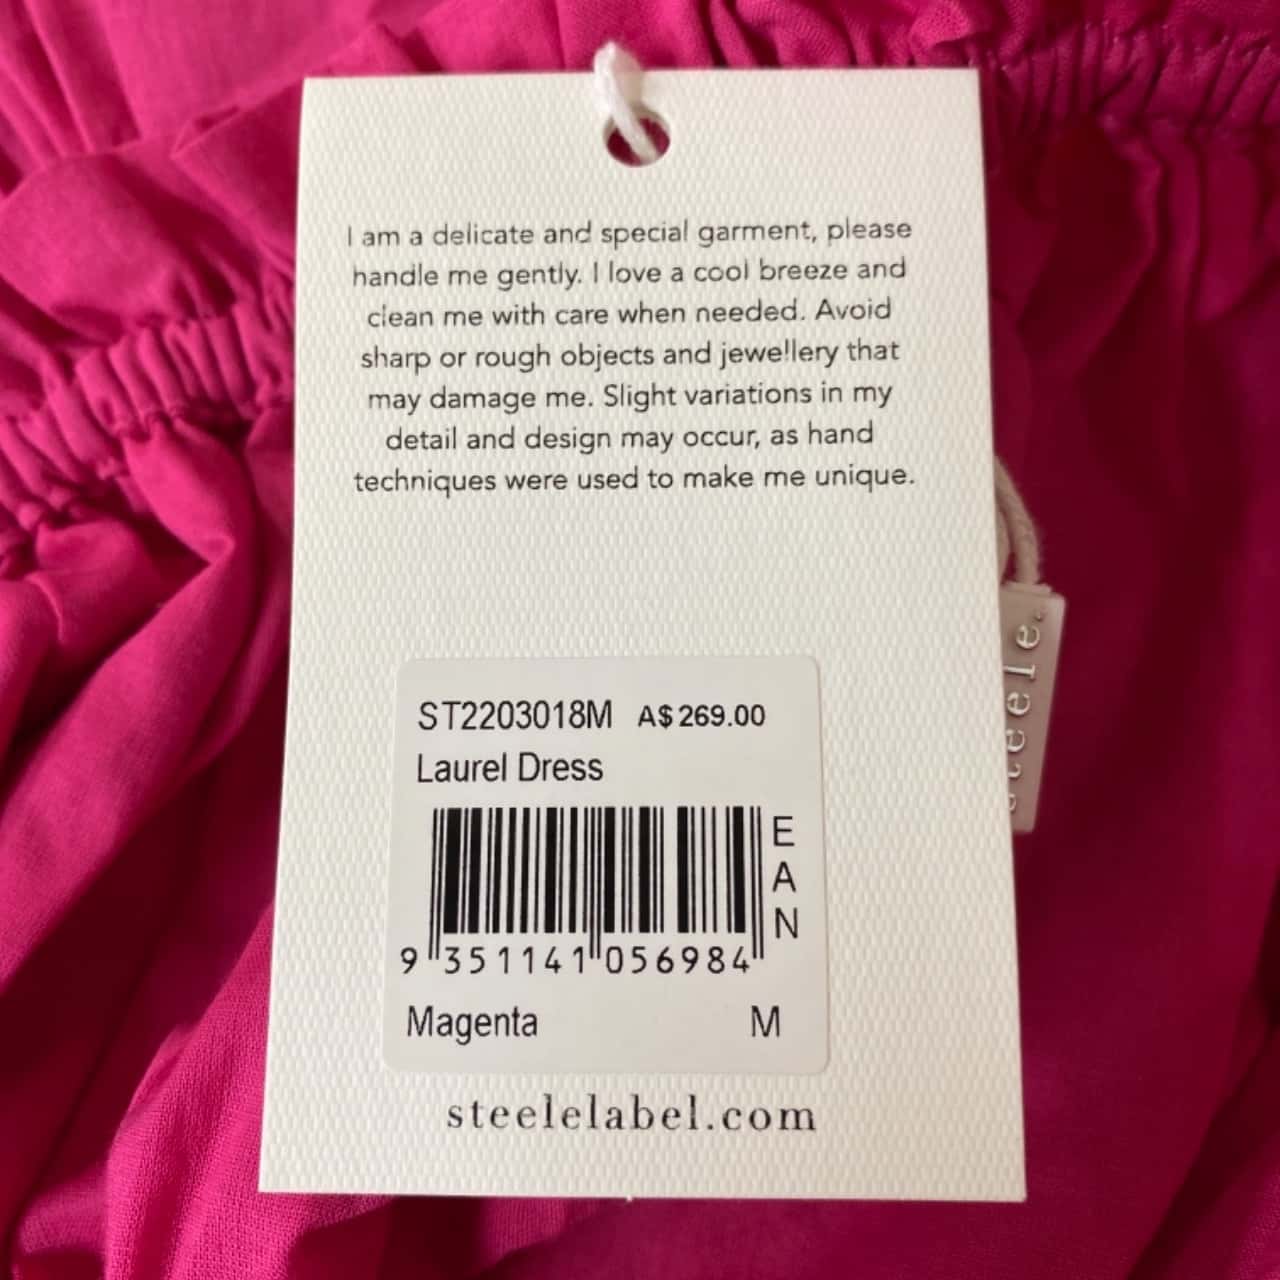 I am a delicate and special garment, please
handle me gently. I love a cool breeze and
clean me with care when needed. Avoid
sharp or rough objects and jewellery that
may damage me. Slight variations in my
detail and design may occur, as hand
techniques were used to make me unique.
ST2203018M A$269.00
Laurel Dress
EAN
9 351141 056984
Magenta M
steelelabel.com
steele.